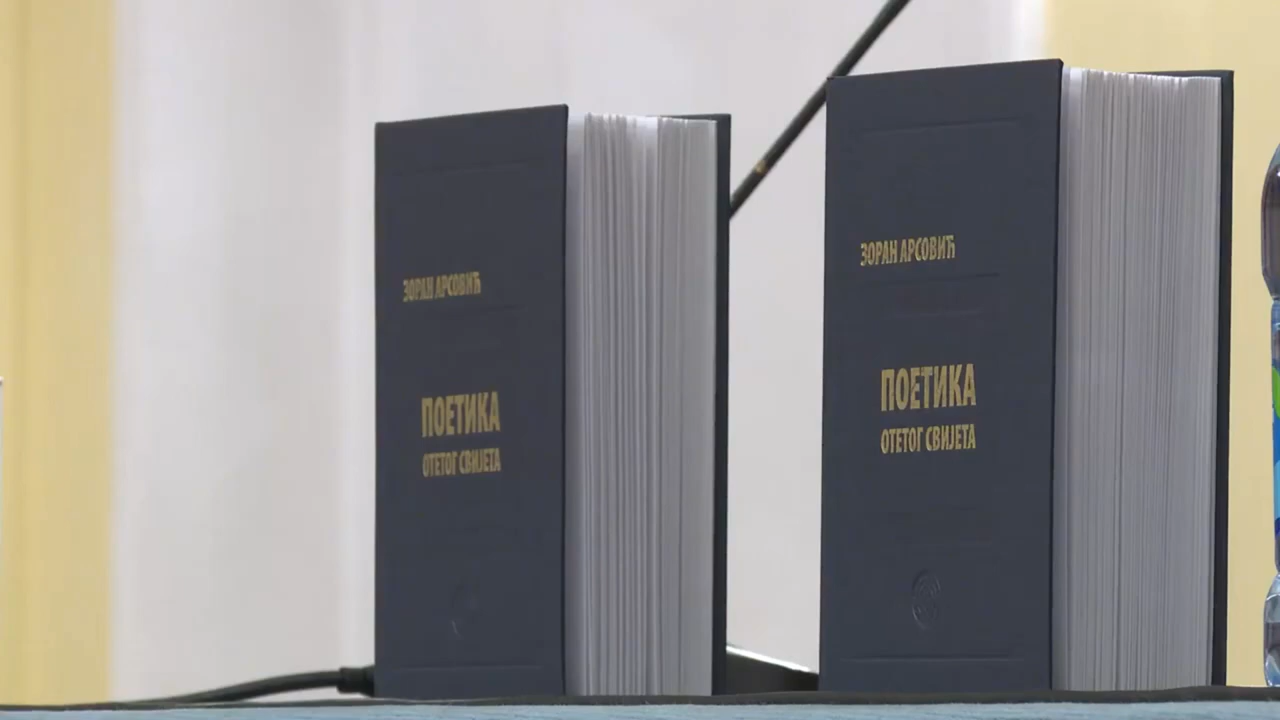 ЗОРАН АРСОВИЋ
ПОЕТИКА
ОТЕТОГ СВИЈЕТА
ЗОРАН АРСОВИЋ
ПОЕТИКА
ОТЕТОГ СВИЈЕТА